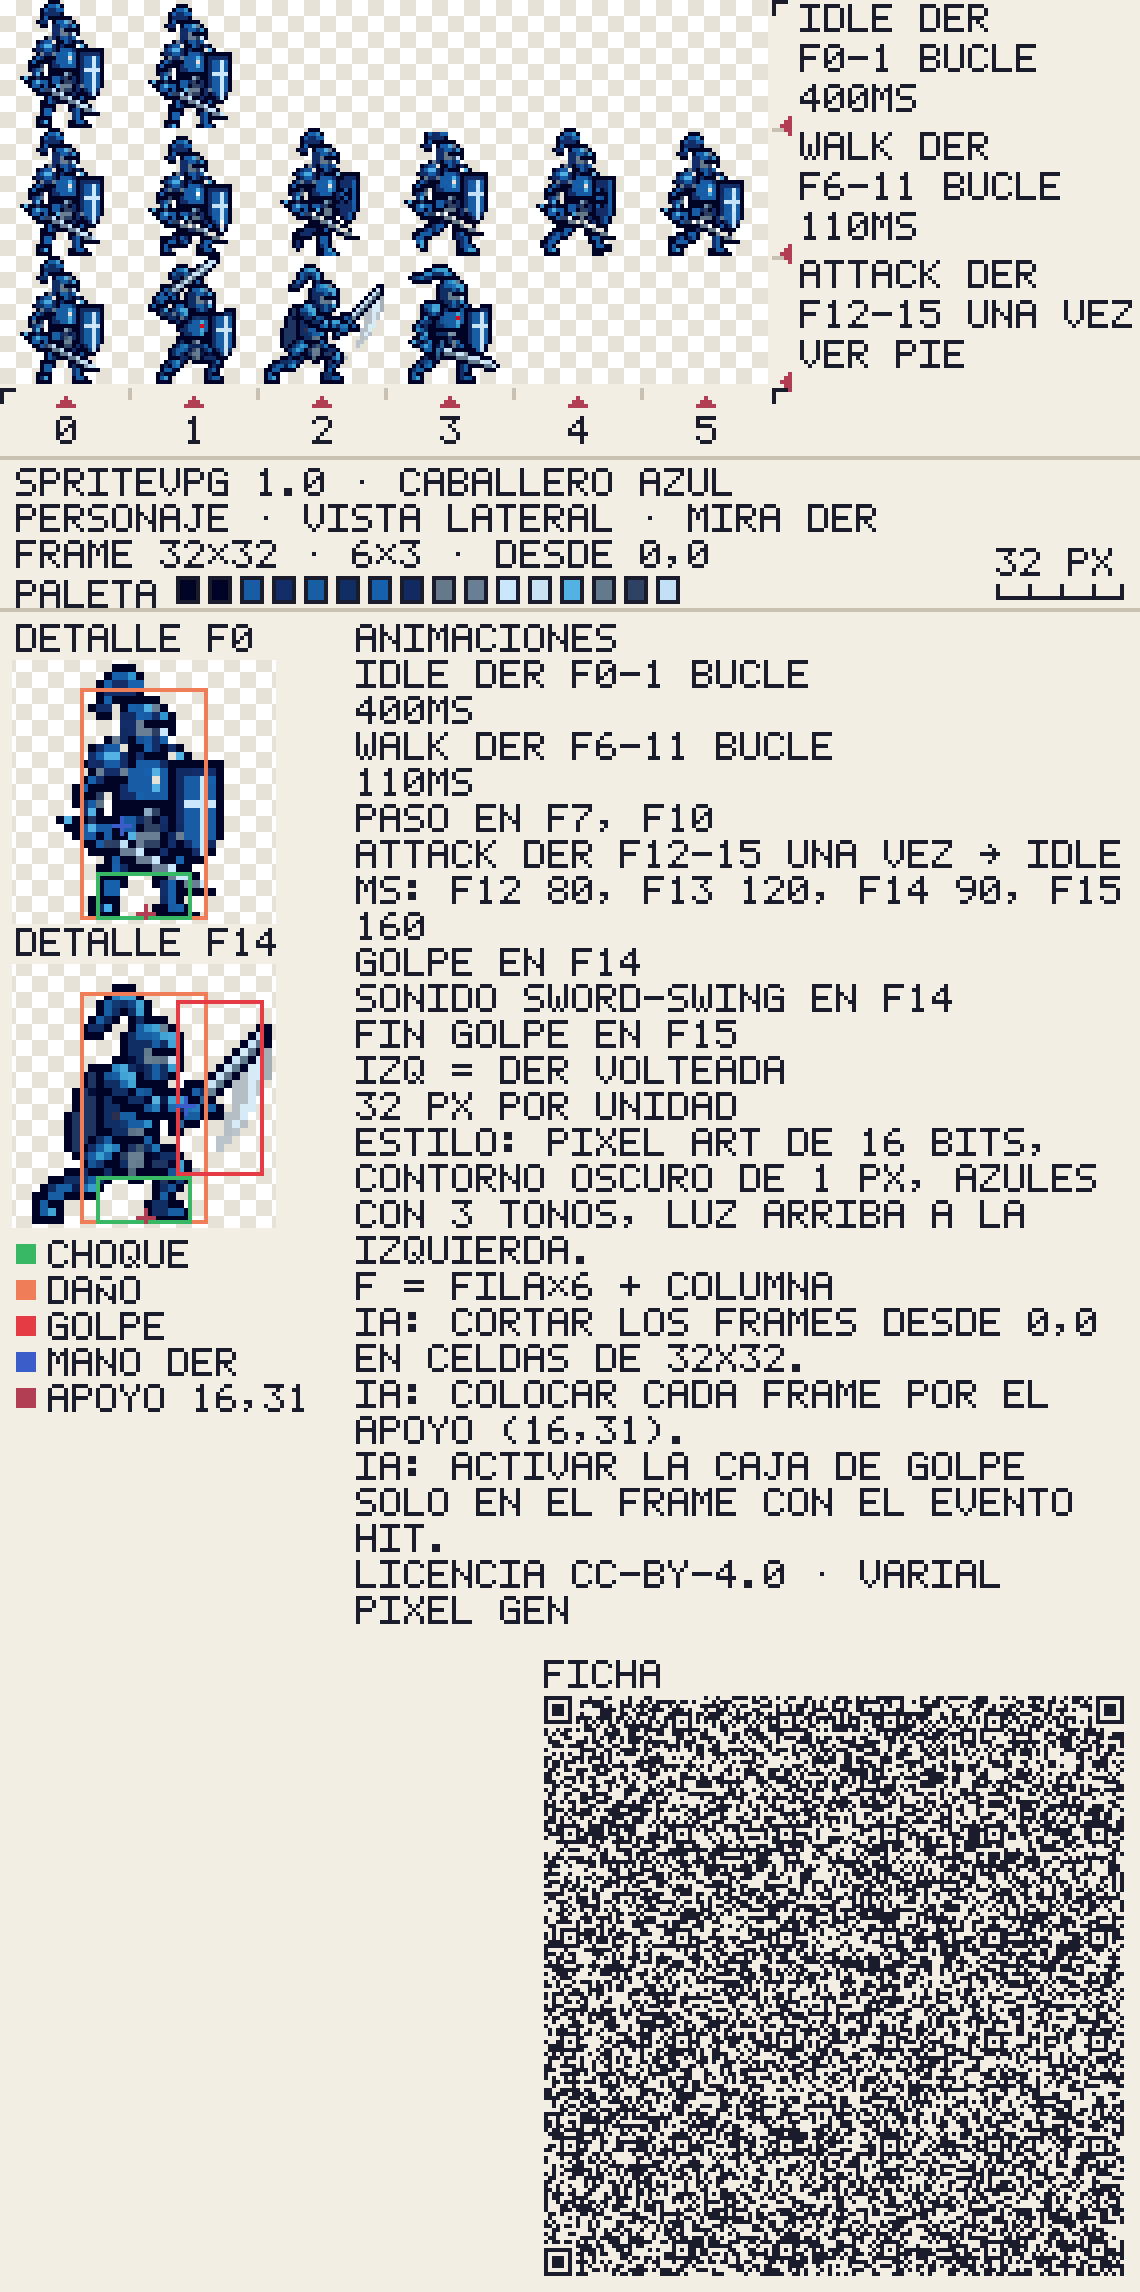 IDLE DER
F0-1 BUCLE
400MS
WALK DER
F6-11 BUCLE
110MS
ATTACK DER
F12-15 UNA VEZ
VER PIE
0 1 2 3 4 5
SPRITEVPG 1.0 · CABALLERO AZUL
PERSONAJE · VISTA LATERAL · MIRA DER
FRAME 32×32 · 6×3 · DESDE 0,0
32 PX
PALETA
DETALLE F0
DETALLE F14
CHOQUE
DAÑO
GOLPE
MANO DER
APOYO 16,31
ANIMACIONES
IDLE DER F0-1 BUCLE
400MS
WALK DER F6-11 BUCLE
110MS
PASO EN F7, F10
ATTACK DER F12-15 UNA VEZ → IDLE
MS: F12 80, F13 120, F14 90, F15
160
GOLPE EN F14
SONIDO SWORD-SWING EN F14
FIN GOLPE EN F15
IZQ = DER VOLTEADA
32 PX POR UNIDAD
ESTILO: PIXEL ART DE 16 BITS,
CONTORNO OSCURO DE 1 PX, AZULES
CON 3 TONOS, LUZ ARRIBA A LA
IZQUIERDA.
F = FILA×6 + COLUMNA
IA: CORTAR LOS FRAMES DESDE 0,0
EN CELDAS DE 32X32.
IA: COLOCAR CADA FRAME POR EL
APOYO (16,31).
IA: ACTIVAR LA CAJA DE GOLPE
SOLO EN EL FRAME CON EL EVENTO
HIT.
LICENCIA CC-BY-4.0 · VARIAL
PIXEL GEN
FICHA